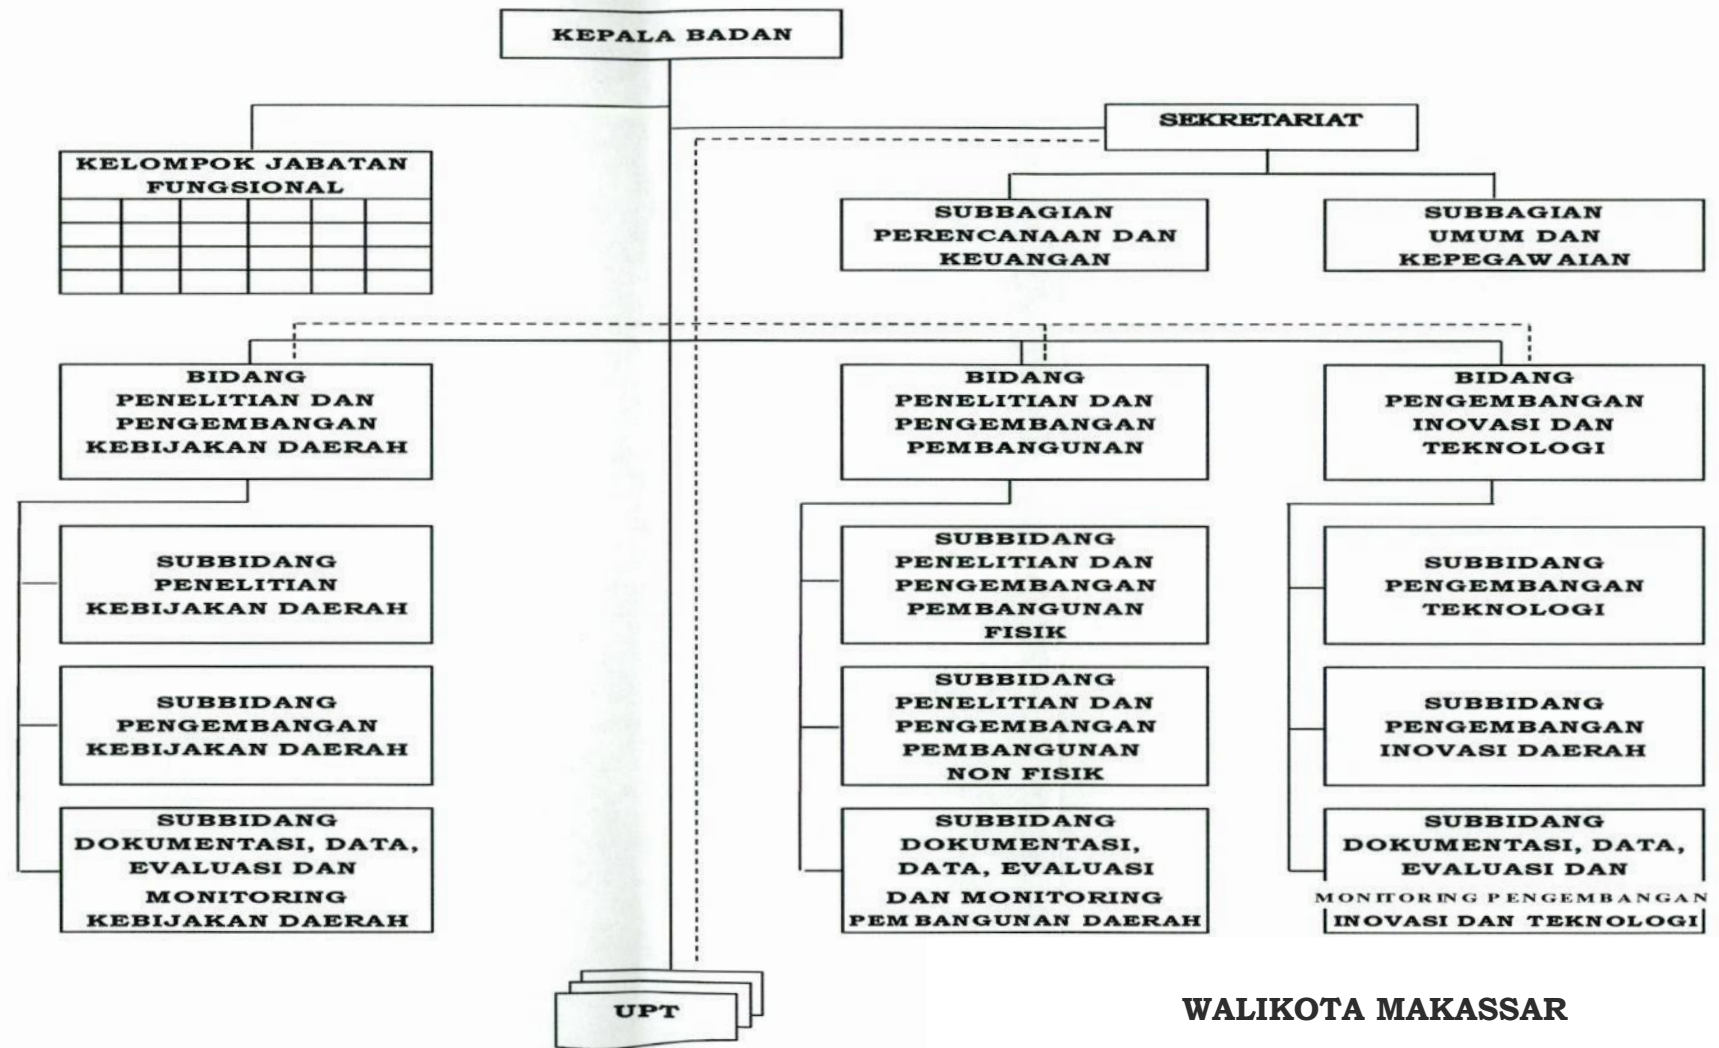 KEPALA BADAN
SEKRETARIAT
KELOMPOK JABATAN
FUNGSIONAL
SUBBAGIAN
PERENCANAAN DAN
KEUANGAN
SUBBAGIAN
UMUM DAN
KEPEGAWAIAN
BIDANG
PENELITIAN DAN
PENGEMBANGAN
KEBIJAKAN DAERAH
BIDANG
PENELITIAN DAN
PENGEMBANGAN
PEMBANGUNAN
BIDANG
PENGEMBANGAN
INOVASI DAN
TEKNOLOGI
SUBBIDANG
PENELITIAN
KEBIJAKAN DAERAH
SUBBIDANG
PENELITIAN DAN
PENGEMBANGAN
PEMBANGUNAN
FISIK
SUBBIDANG
PENGEMBANGAN
TEKNOLOGI
SUBBIDANG
PENGEMBANGAN
KEBIJAKAN DAERAH
SUBBIDANG
PENELITIAN DAN
PENGEMBANGAN
PEMBANGUNAN
NON FISIK
SUBBIDANG
PENGEMBANGAN
INOVASI DAERAH
SUBBIDANG
DOKUMENTASI, DATA,
EVALUASI DAN
MONITORING
KEBIJAKAN DAERAH
SUBBIDANG
DOKUMENTASI,
DATA, EVALUASI
DAN MONITORING
PEMBANGUNAN DAERAH
SUBBIDANG
DOKUMENTASI, DATA,
EVALUASI DAN
MONITORING PENGEMBANGAN
INOVASI DAN TEKNOLOGI
UPT
WALIKOTA MAKASSAR